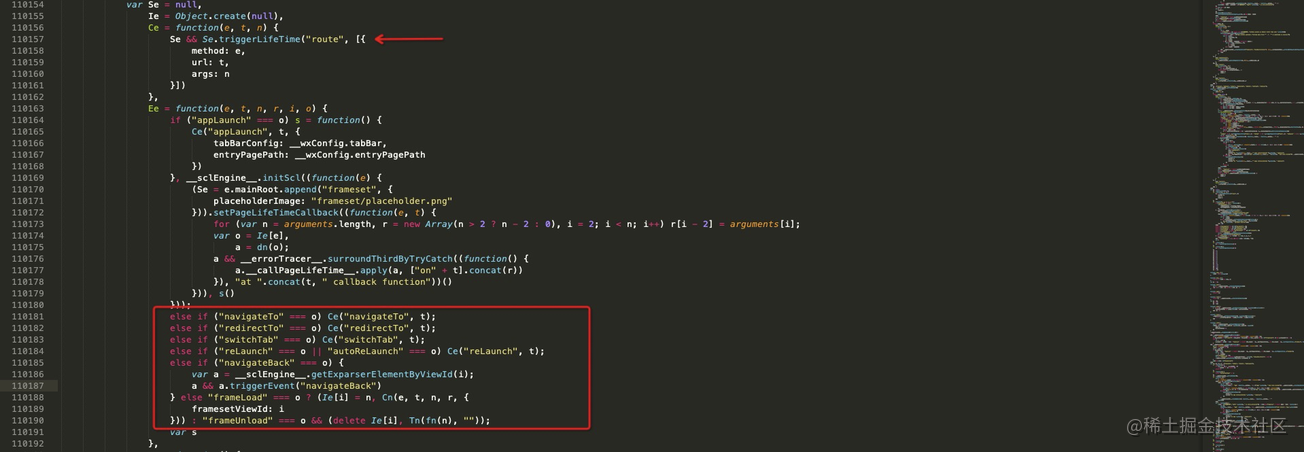 110154 var Se = null,
110155 Ie = Object.create(null),
110156 Ce = function(e, t, n) {
110157 Se && Se.triggerLifeTime("route", [{
110158 method: e,
110159 url: t,
110160 args: n
110161 }])
110162 },
110163 Ee = function(e, t, n, r, i, o) {
110164 if ("appLaunch" === o) s = function() {
110165 Ce("appLaunch", t, {
110166 tabBarConfig: __wxConfig.tabBar,
110167 entryPagePath: __wxConfig.entryPagePath
110168 })
110169 }, __sclEngine__.initScl((function(e) {
110170 (Se = e.mainRoot.append("frameset", {
110171 placeholderImage: "frameset/placeholder.png"
110172 })).setPageLifeTimeCallback((function(e, t) {
110173 for (var n = arguments.length, r = new Array(n > 2 ? n - 2 : 0), i = 2; i < n; i++) r[i - 2] = arguments[i];
110174 var o = Ie[e],
110175 a = dn(o);
110176 a && __errorTracer__.surroundThirdByTryCatch((function() {
110177 a.__callPageLifeTime__.apply(a, ["on" + t].concat(r))
110178 }), "at ".concat(t, " callback function"))()
110179 })), s()
110180 }));
110181 else if ("navigateTo" === o) Ce("navigateTo", t);
110182 else if ("redirectTo" === o) Ce("redirectTo", t);
110183 else if ("switchTab" === o) Ce("switchTab", t);
110184 else if ("reLaunch" === o || "autoReLaunch" === o) Ce("reLaunch", t);
110185 else if ("navigateBack" === o) {
110186 var a = __sclEngine__.getExparserElementByViewId(i);
110187 a && a.triggerEvent("navigateBack")
110188 } else "frameLoad" === o ? (Ie[i] = n, Cn(e, t, n, r, {
110189 framesetViewId: i
110190 })) : "frameUnload" === o && (delete Ie[i], Tn(fn(n), ""));
110191 var s
110192 },
@稀土掘金技术社区